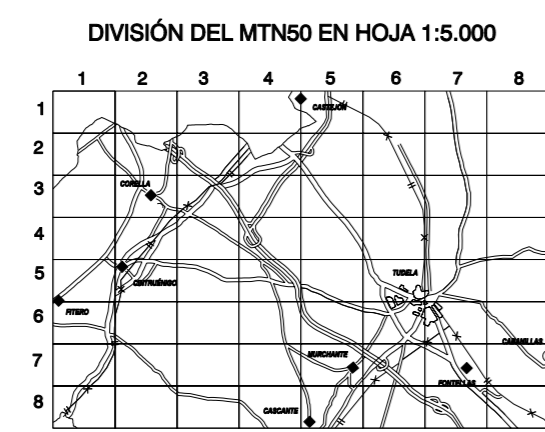 DIVISIÓN DEL MTN50 EN HOJA 1:5.000
1 2 3 4 5 6 7 8
1
CASTEJÓN
2
3
CORELLA
4
5
TUDELA
CINTRUÉNIGO
6
FITERO
CABANILLAS
7
MURCHANTE
FONTELLAS
8
CASCANTE